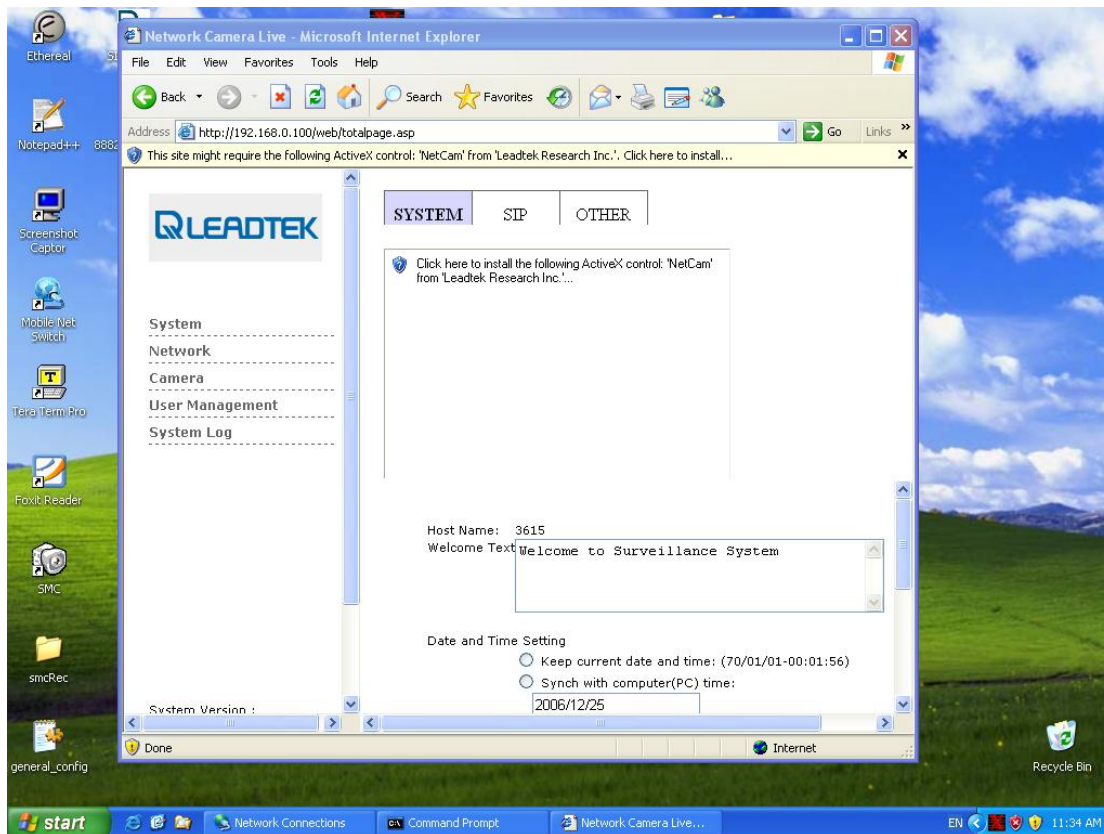 Ethereal
Notepad++
8882
Screenshot Captor
Mobile Net Switch
Tera Term Pro
Foxit Reader
SMC
smcRec
general_config
Network Camera Live - Microsoft Internet Explorer
File Edit View Favorites Tools Help
Back Search Favorites
Address http://192.168.0.100/web/totalpage.asp Go Links »
This site might require the following ActiveX control: 'NetCam' from 'Leadtek Research Inc.'. Click here to install...
LEADTEK
System
Network
Camera
User Management
System Log
System Version :
SYSTEM SIP OTHER
Click here to install the following ActiveX control: 'NetCam'
from 'Leadtek Research Inc.'...
Host Name: 3615
Welcome Text Welcome to Surveillance System
Date and Time Setting
Keep current date and time: (70/01/01-00:01:56)
Synch with computer(PC) time:
2006/12/25
Done Internet
Recycle Bin
start Network Connections Command Prompt Network Camera Live... EN 11:34 AM